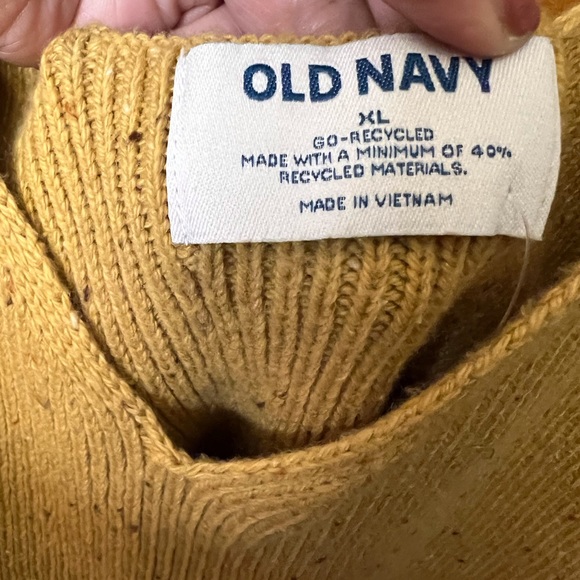 OLD NAVY
XL
GO-RECYCLED
MADE WITH A MINIMUM OF 40%
RECYCLED MATERIALS.
MADE IN VIETNAM